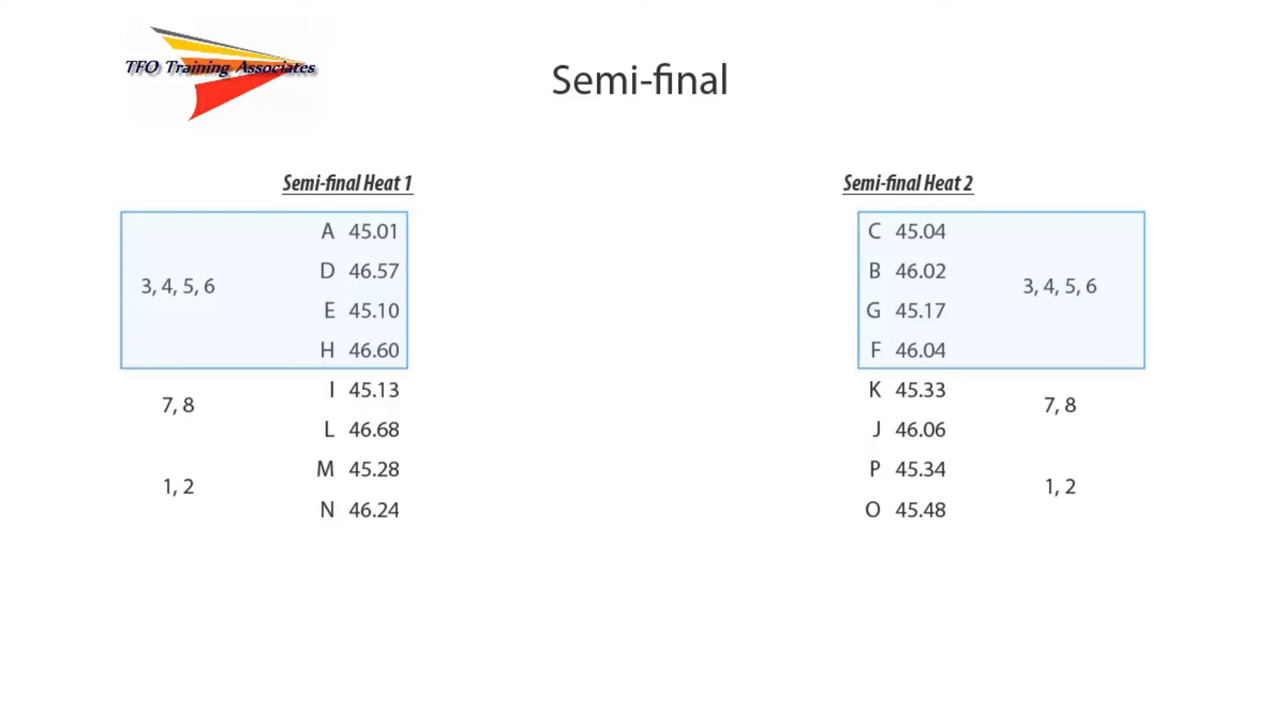 TFO Training Associates
Semi-final
Semi-final Heat 1
A 45.01
D 46.57
3, 4, 5, 6
E 45.10
H 46.60
I 45.13
7, 8
L 46.68
M 45.28
1, 2
N 46.24
Semi-final Heat 2
C 45.04
B 46.02
3, 4, 5, 6
G 45.17
F 46.04
K 45.33
7, 8
J 46.06
P 45.34
1, 2
O 45.48